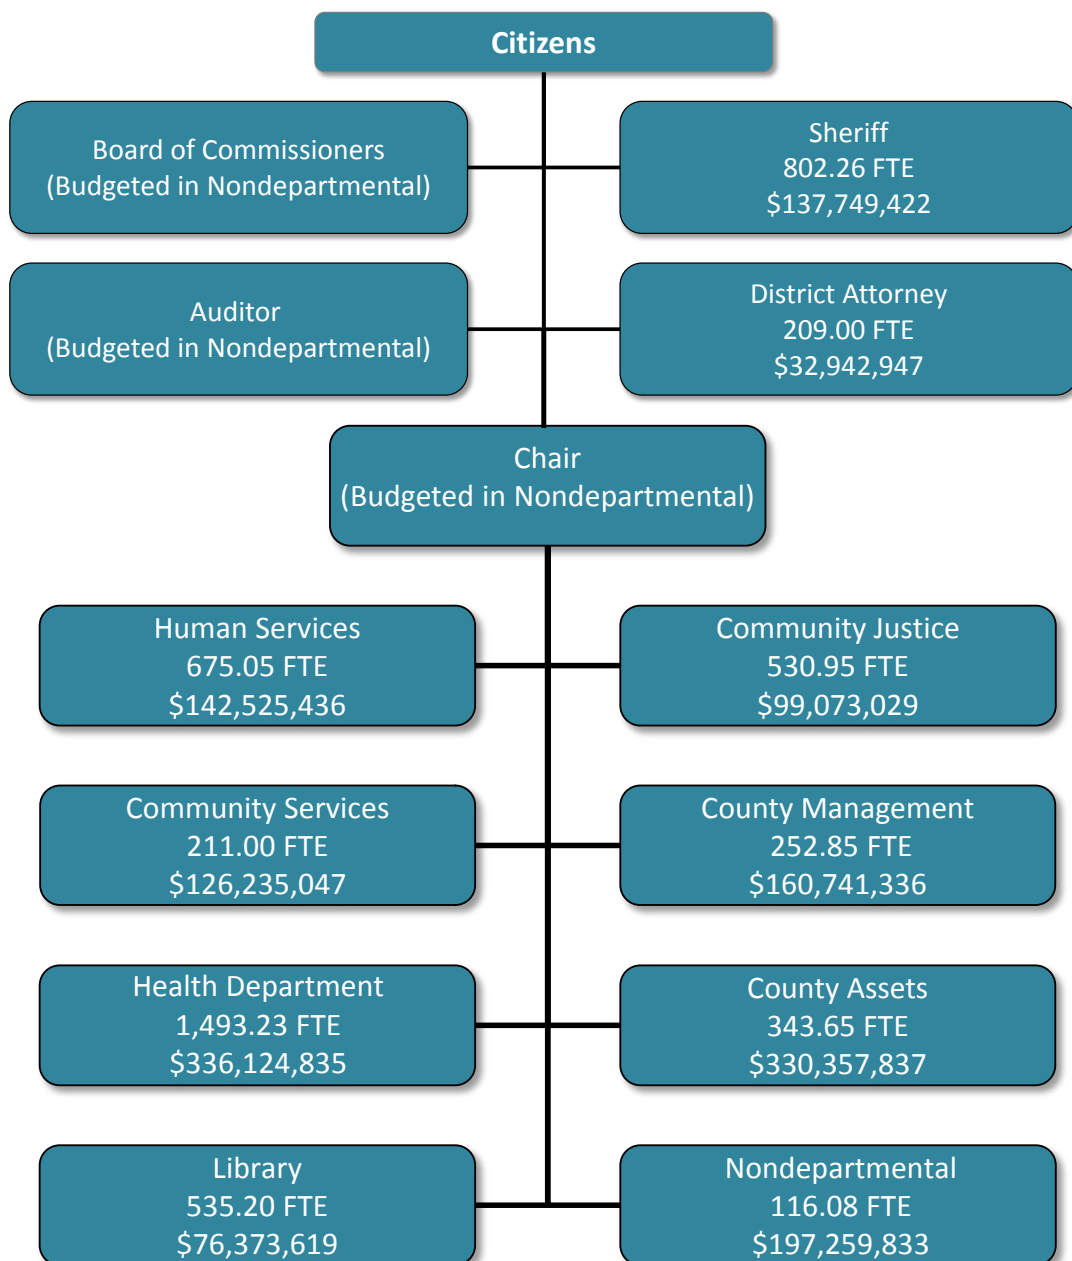 Citizens
Board of Commissioners
(Budgeted in Nondepartmental)
Sheriff
802.26 FTE
$137,749,422
Auditor
(Budgeted in Nondepartmental)
District Attorney
209.00 FTE
$32,942,947
Chair
(Budgeted in Nondepartmental)
Human Services
675.05 FTE
$142,525,436
Community Justice
530.95 FTE
$99,073,029
Community Services
211.00 FTE
$126,235,047
County Management
252.85 FTE
$160,741,336
Health Department
1,493.23 FTE
$336,124,835
County Assets
343.65 FTE
$330,357,837
Library
535.20 FTE
$76,373,619
Nondepartmental
116.08 FTE
$197,259,833